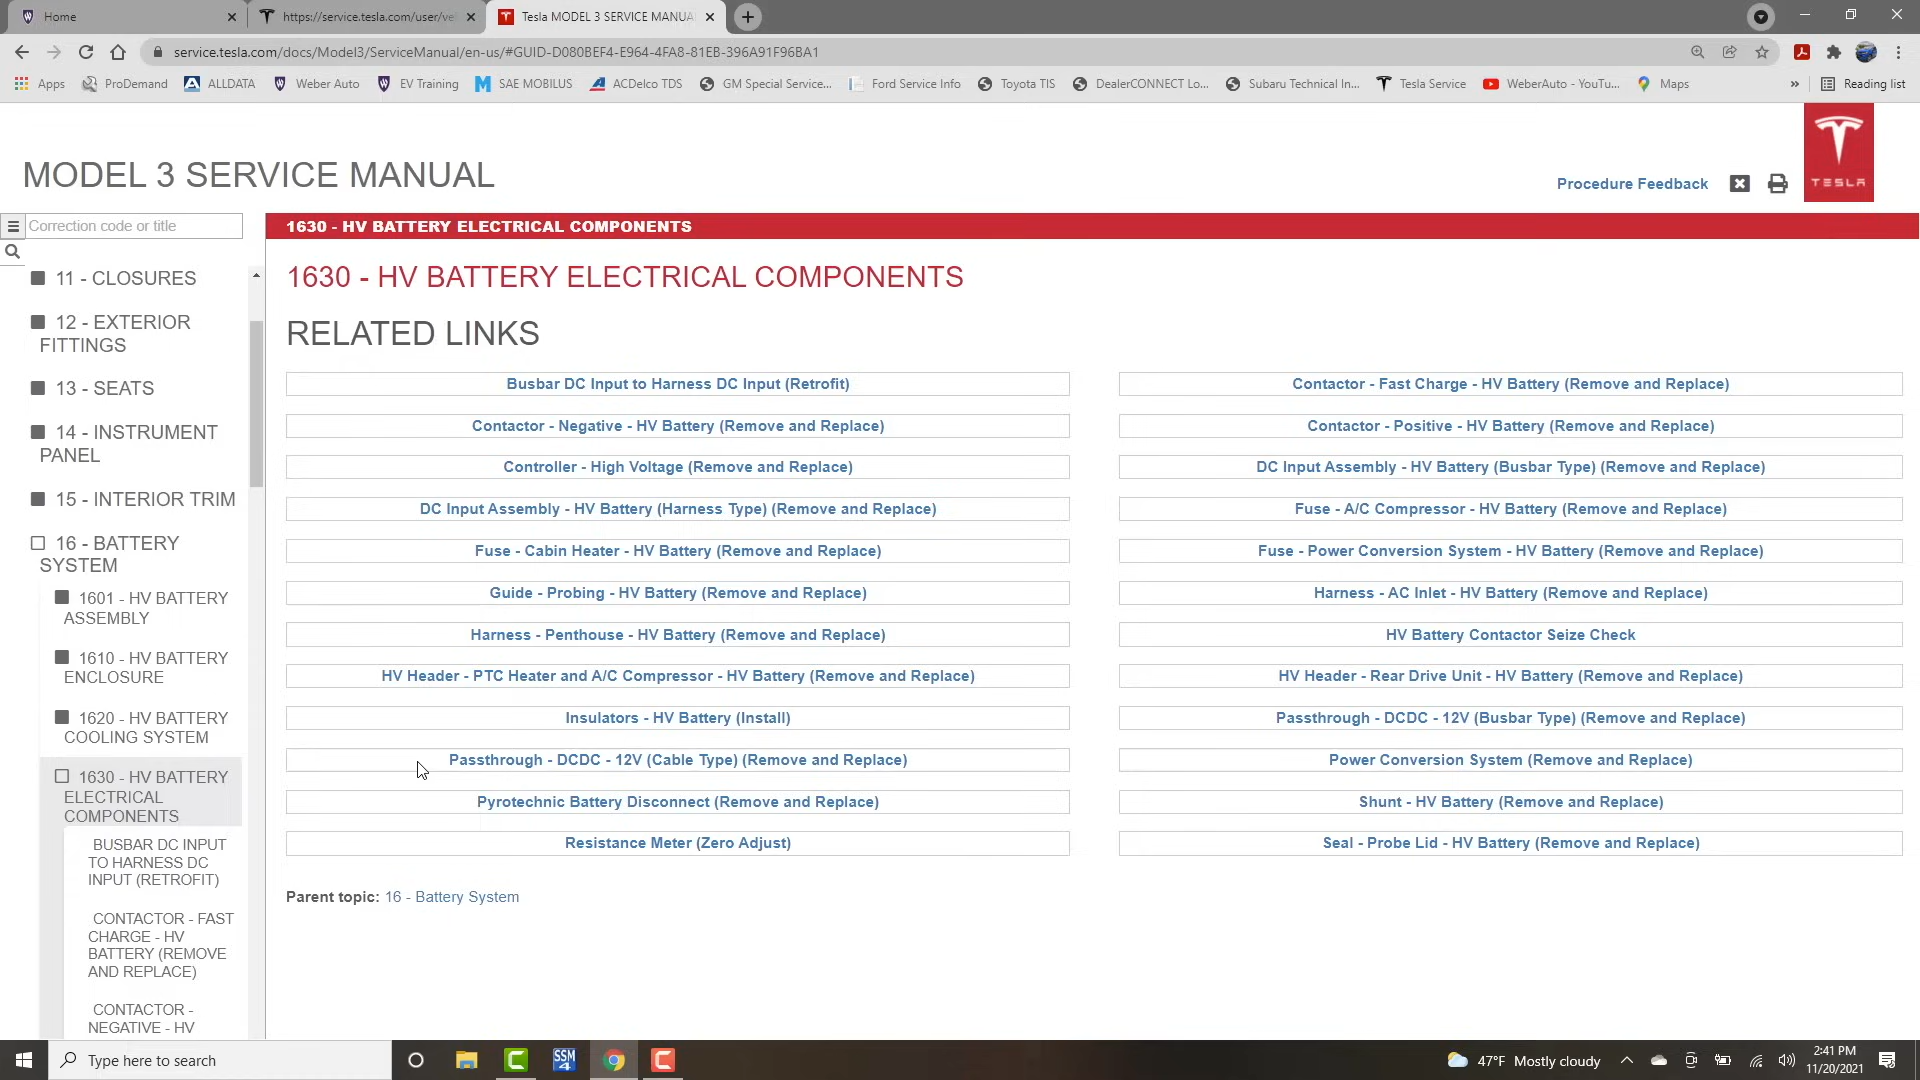 Home
https://service.tesla.com/user/ve
Tesla MODEL 3 SERVICE MANUA
service.tesla.com/docs/Model3/ServiceManual/en-us/#GUID-D080BEF4-E964-4FA8-81EB-396A91F96BA1
Apps ProDemand ALLDATA Weber Auto EV Training SAE MOBILUS ACDelco TDS GM Special Service... Ford Service Info Toyota TIS DealerCONNECT Lo... Subaru Technical In... Tesla Service WeberAuto - YouTu... Maps » Reading list
MODEL 3 SERVICE MANUAL
Procedure Feedback
TESLA
Correction code or title
11 - CLOSURES
12 - EXTERIOR
FITTINGS
13 - SEATS
14 - INSTRUMENT
PANEL
15 - INTERIOR TRIM
16 - BATTERY
SYSTEM
1601 - HV BATTERY
ASSEMBLY
1610 - HV BATTERY
ENCLOSURE
1620 - HV BATTERY
COOLING SYSTEM
1630 - HV BATTERY
ELECTRICAL
COMPONENTS
BUSBAR DC INPUT
TO HARNESS DC
INPUT (RETROFIT)
CONTACTOR - FAST
CHARGE - HV
BATTERY (REMOVE
AND REPLACE)
CONTACTOR -
NEGATIVE - HV
1630 - HV BATTERY ELECTRICAL COMPONENTS
1630 - HV BATTERY ELECTRICAL COMPONENTS
RELATED LINKS
Busbar DC Input to Harness DC Input (Retrofit)
Contactor - Fast Charge - HV Battery (Remove and Replace)
Contactor - Negative - HV Battery (Remove and Replace)
Contactor - Positive - HV Battery (Remove and Replace)
Controller - High Voltage (Remove and Replace)
DC Input Assembly - HV Battery (Busbar Type) (Remove and Replace)
DC Input Assembly - HV Battery (Harness Type) (Remove and Replace)
Fuse - A/C Compressor - HV Battery (Remove and Replace)
Fuse - Cabin Heater - HV Battery (Remove and Replace)
Fuse - Power Conversion System - HV Battery (Remove and Replace)
Guide - Probing - HV Battery (Remove and Replace)
Harness - AC Inlet - HV Battery (Remove and Replace)
Harness - Penthouse - HV Battery (Remove and Replace)
HV Battery Contactor Seize Check
HV Header - PTC Heater and A/C Compressor - HV Battery (Remove and Replace)
HV Header - Rear Drive Unit - HV Battery (Remove and Replace)
Insulators - HV Battery (Install)
Passthrough - DCDC - 12V (Busbar Type) (Remove and Replace)
Passthrough - DCDC - 12V (Cable Type) (Remove and Replace)
Power Conversion System (Remove and Replace)
Pyrotechnic Battery Disconnect (Remove and Replace)
Shunt - HV Battery (Remove and Replace)
Resistance Meter (Zero Adjust)
Seal - Probe Lid - HV Battery (Remove and Replace)
Parent topic: 16 - Battery System
Type here to search
SSM
4
47°F Mostly cloudy
2:41 PM
11/20/2021